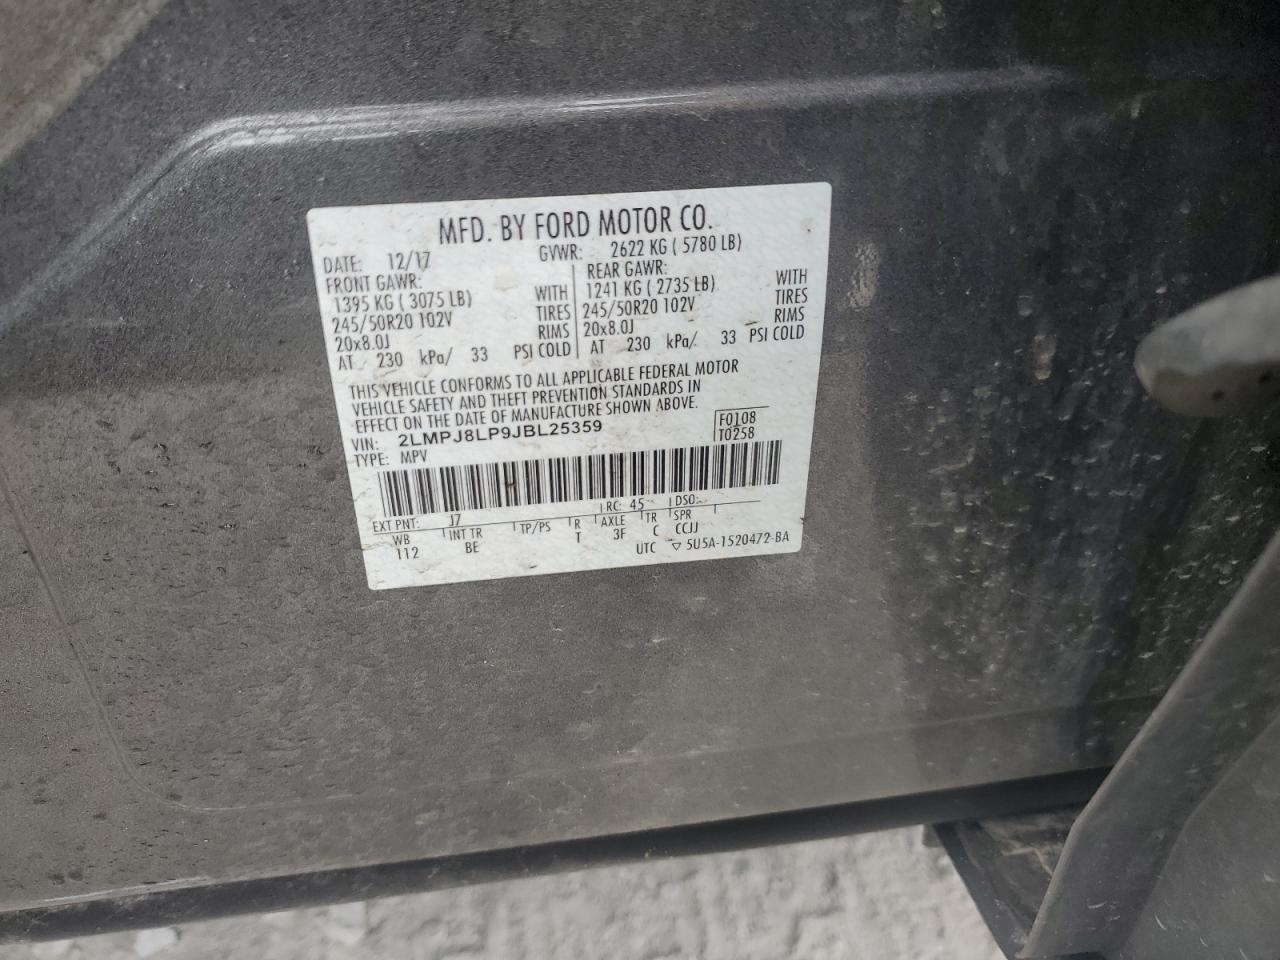 MFD. BY FORD MOTOR CO.
DATE: 12/17 GVWR: 2622 KG ( 5780 LB)
FRONT GAWR: REAR GAWR:
1395 KG ( 3075 LB) WITH 1241 KG ( 2735 LB) WITH
245/50R20 102V TIRES 245/50R20 102V TIRES
20x8.0J RIMS 20x8.0J RIMS
AT 230 kPa/ 33 PSI COLD AT 230 kPa/ 33 PSI COLD
THIS VEHICLE CONFORMS TO ALL APPLICABLE FEDERAL MOTOR
VEHICLE SAFETY AND THEFT PREVENTION STANDARDS IN
EFFECT ON THE DATE OF MANUFACTURE SHOWN ABOVE.
VIN: 2LMPJ8LP9JBL25359 F0108
TYPE: MPV T0258
EXT PNT: J7 RC: 45 DSO:
WB INT TR TP/PS R AXLE TR SPR
112 BE T 3F C CCJJ
UTC ▽ 5U5A-1520472-BA